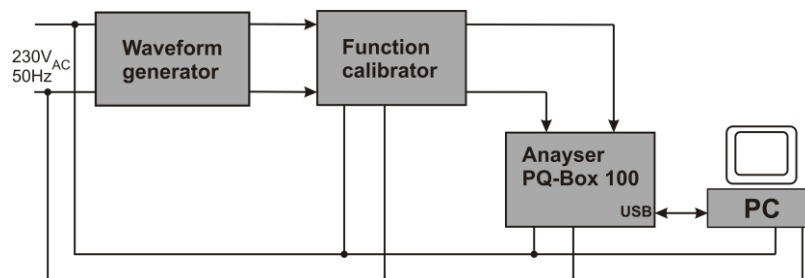 230V AC
50Hz
Waveform
generator
Function
calibrator
Anayser
PQ-Box 100
USB
PC